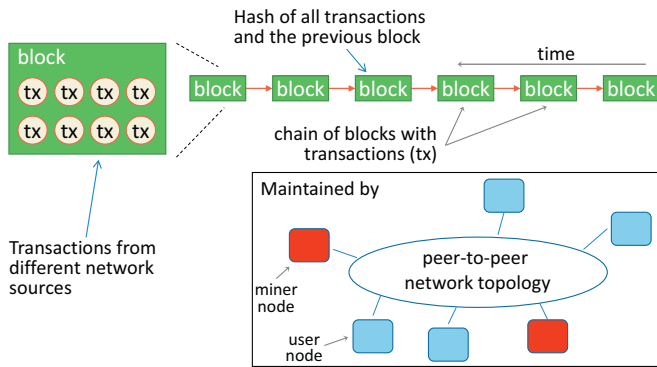 Hash of all transactions
and the previous block
block
tx tx tx tx
tx tx tx tx
time
block block block block block block
chain of blocks with
transactions (tx)
Transactions from
different network
sources
Maintained by
peer-to-peer
network topology
miner
node
user
node